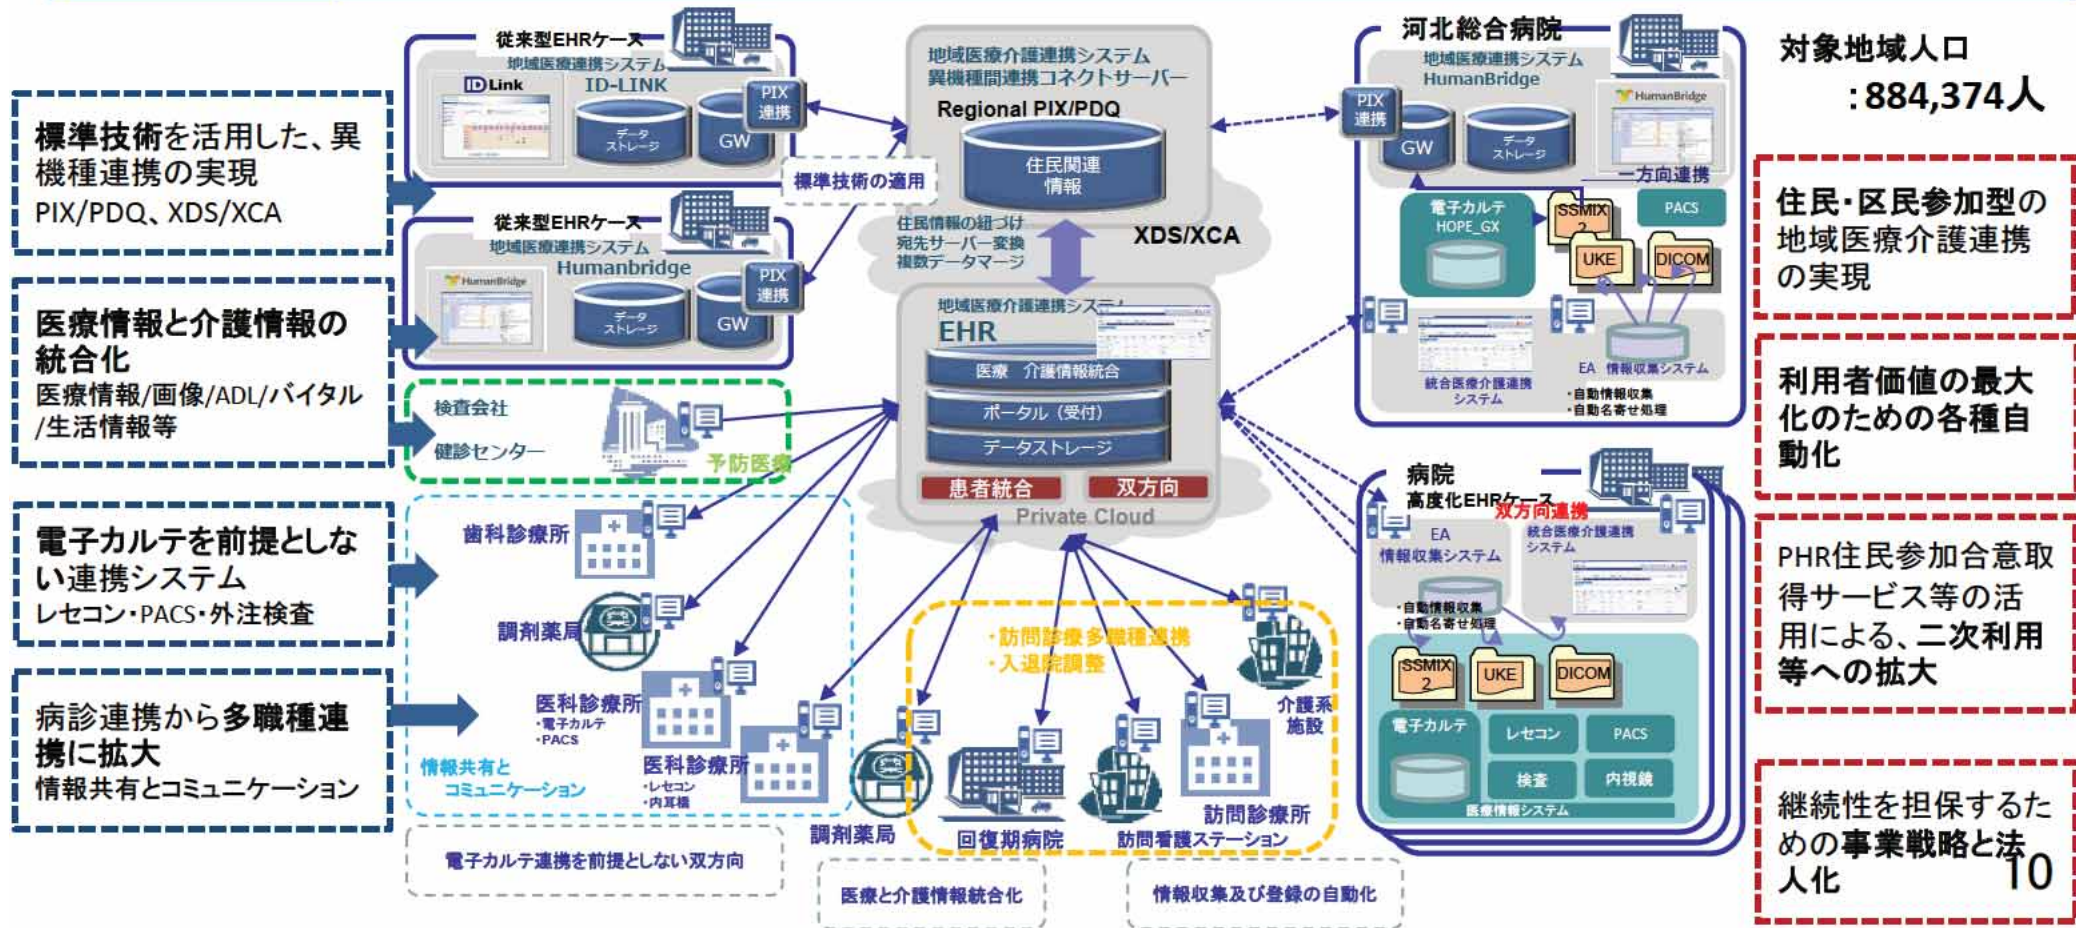 標準技術を活用した、異
機種連携の実現
PIX/PDQ、XDS/XCA
医療情報と介護情報の
統合化
医療情報/画像/ADL/バイタル
/生活情報等
電子カルテを前提としな
い連携システム
レセコン・PACS・外注検査
病診連携から多職種連
携に拡大
情報共有とコミュニケーション
従来型EHRケース
地域医療連携システム
ID-LINK
ID Link
データ
ストレージ
GW
PIX
連携
従来型EHRケース
地域医療連携システム
Humanbridge
HumanBridge
データ
ストレージ
GW
PIX
連携
標準技術の適用
検査会社
健診センター
予防医療
歯科診療所
調剤薬局
医科診療所
・電子カルテ
・PACS
医科診療所
・レセコン
・内耳橋
情報共有と
コミュニケーション
電子カルテ連携を前提としない双方向
地域医療介護連携システム
異機種間連携コネクトサーバー
Regional PIX/PDQ
住民関連
情報
住民情報の紐づけ
宛先サーバー変換
複数データマージ
XDS/XCA
地域医療介護連携システム
EHR
医療 介護情報統合
ポータル（受付）
データストレージ
患者統合
双方向
Private Cloud
・訪問診療多職種連携
・入退院調整
調剤薬局
回復期病院
訪問看護ステーション
訪問診療所
介護系
施設
医療と介護情報統合化
情報収集及び登録の自動化
河北総合病院
地域医療連携システム
HumanBridge
PIX
連携
GW
データ
ストレージ
HumanBridge
一方向連携
電子カルテ
HOPE_GX
SSMIX
2
PACS
UKE
DICOM
統合医療介護連携
システム
EA 情報収集システム
・自動情報収集
・自動名寄せ処理
病院
高度化EHRケース
双方向連携
EA
情報収集システム
統合医療介護連携
システム
・自動情報収集
・自動名寄せ処理
SSMIX
2
UKE
DICOM
電子カルテ
レセコン
PACS
検査
内視鏡
医療情報システム
対象地域人口
：884,374人
住民・区民参加型の
地域医療介護連携
の実現
利用者価値の最大
化のための各種自
動化
PHR住民参加合意取
得サービス等の活
用による、二次利用
等への拡大
継続性を担保するた
めの事業戦略と法
人化
10